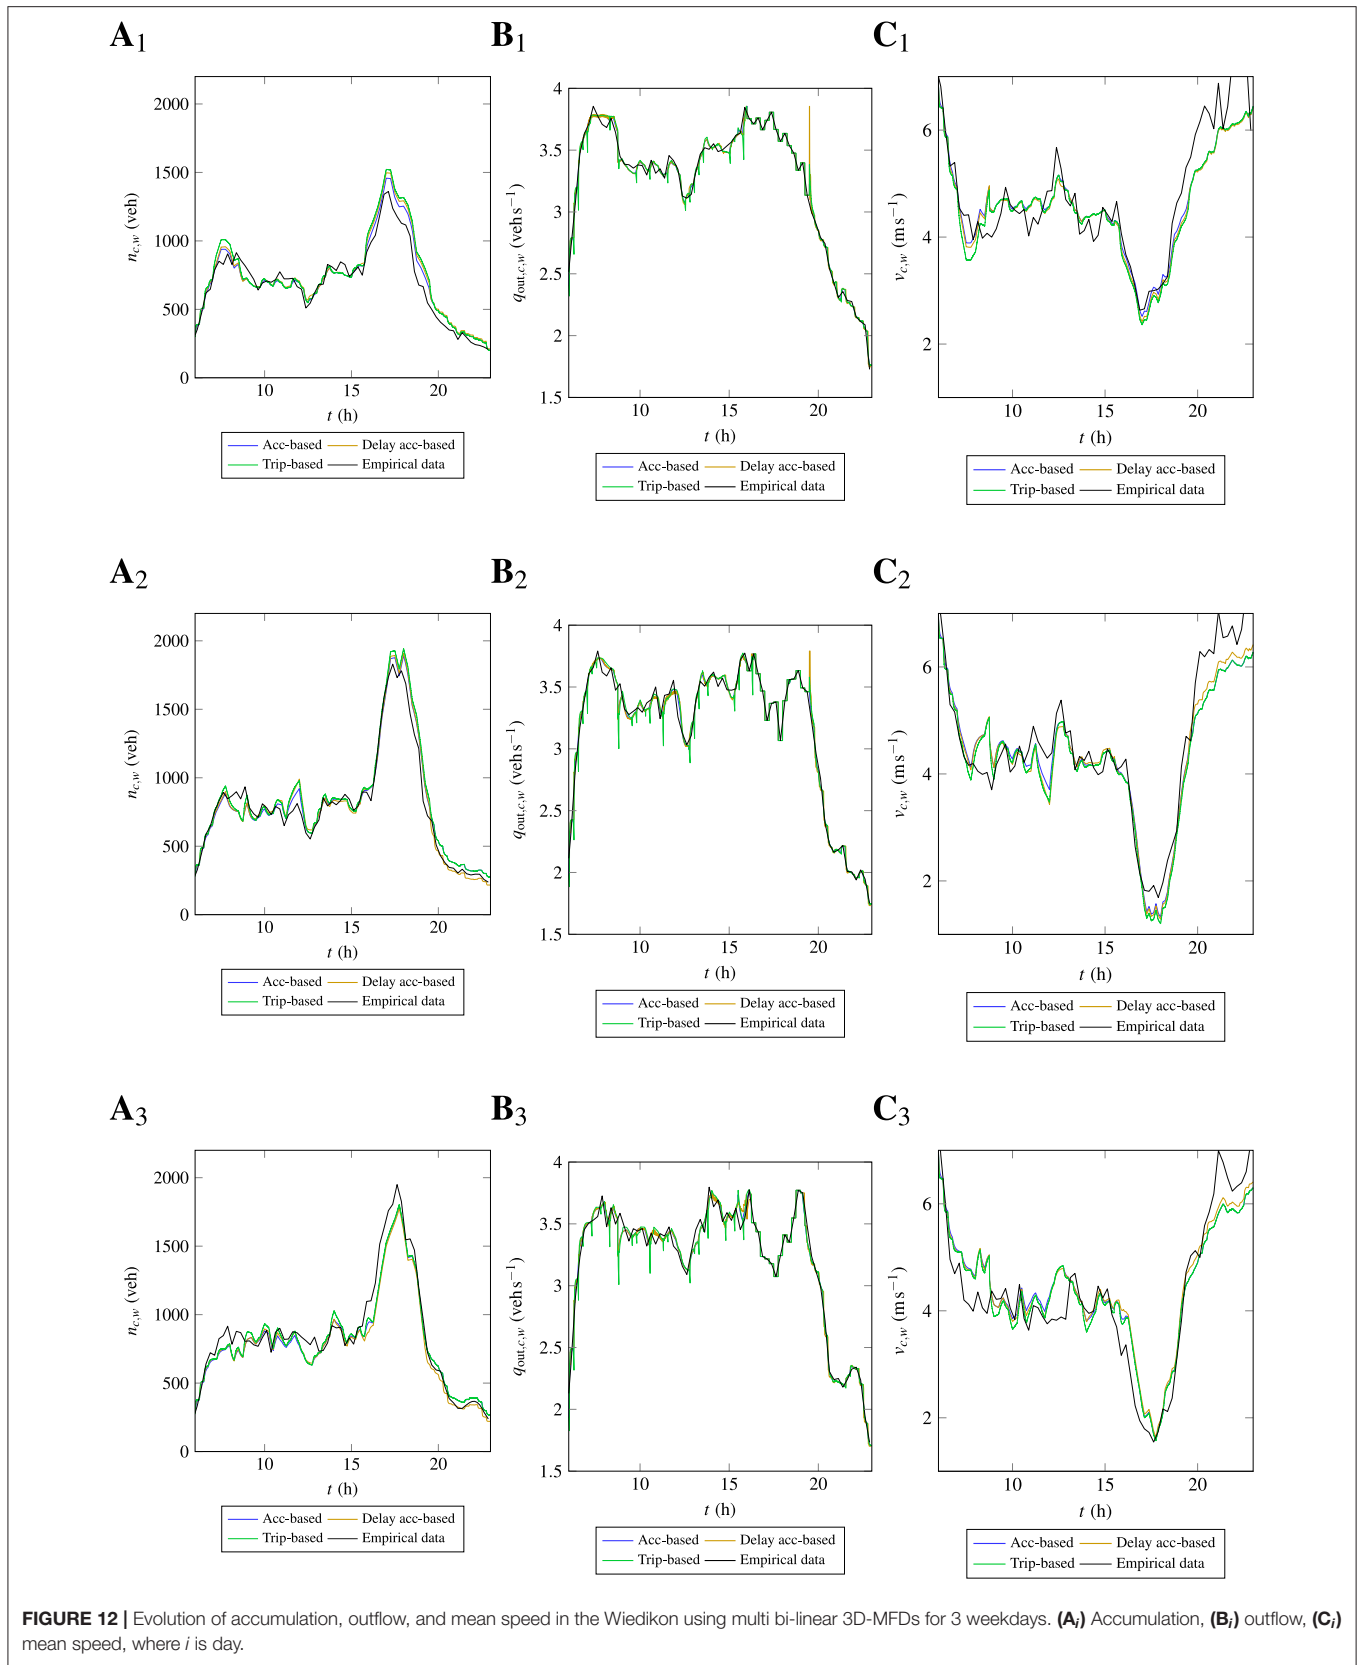 A1
B1
C1
2000
1500
1000
500
0
10
15
20
n_{c,w} (veh)
t (h)
Acc-based
Delay acc-based
Trip-based
Empirical data
4
3.5
3
2.5
2
1.5
10
15
20
q_{out,c,w} (veh s^{-1})
t (h)
Acc-based
Delay acc-based
Trip-based
Empirical data
6
4
2
10
15
20
v_{c,w} (m s^{-1})
t (h)
Acc-based
Delay acc-based
Trip-based
Empirical data
A2
B2
C2
2000
1500
1000
500
0
10
15
20
n_{c,w} (veh)
t (h)
Acc-based
Delay acc-based
Trip-based
Empirical data
4
3.5
3
2.5
2
1.5
10
15
20
q_{out,c,w} (veh s^{-1})
t (h)
Acc-based
Delay acc-based
Trip-based
Empirical data
6
4
2
10
15
20
v_{c,w} (m s^{-1})
t (h)
Acc-based
Delay acc-based
Trip-based
Empirical data
A3
B3
C3
2000
1500
1000
500
0
10
15
20
n_{c,w} (veh)
t (h)
Acc-based
Delay acc-based
Trip-based
Empirical data
4
3.5
3
2.5
2
1.5
10
15
20
q_{out,c,w} (veh s^{-1})
t (h)
Acc-based
Delay acc-based
Trip-based
Empirical data
6
4
2
10
15
20
v_{c,w} (m s^{-1})
t (h)
Acc-based
Delay acc-based
Trip-based
Empirical data
FIGURE 12 | Evolution of accumulation, outflow, and mean speed in the Wiedikon using multi bi-linear 3D-MFDs for 3 weekdays. (A_i) Accumulation, (B_i) outflow, (C_i)
mean speed, where i is day.